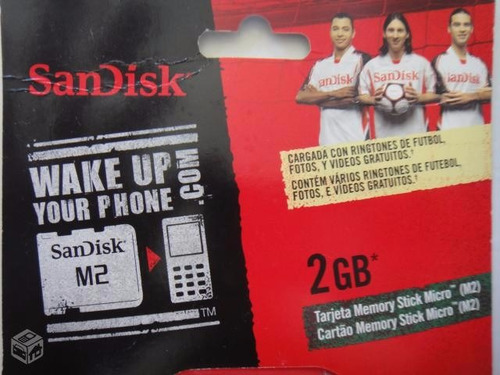 SanDisk
SanDisk
SanDisk
SanDisk
WAKE UP
YOUR PHONE
.COM
SanDisk
M2
TM
CARGADA CON RINGTONES DE FUTBOL,
FOTOS, Y VIDEOS GRATUITOS.†
CONTÉM VÁRIOS RINGTONES DE FUTEBOL,
FOTOS, E VÍDEOS GRATUITOS.†
2GB*
Tarjeta Memory Stick Micro™ (M2)
Cartão Memory Stick Micro™ (M2)